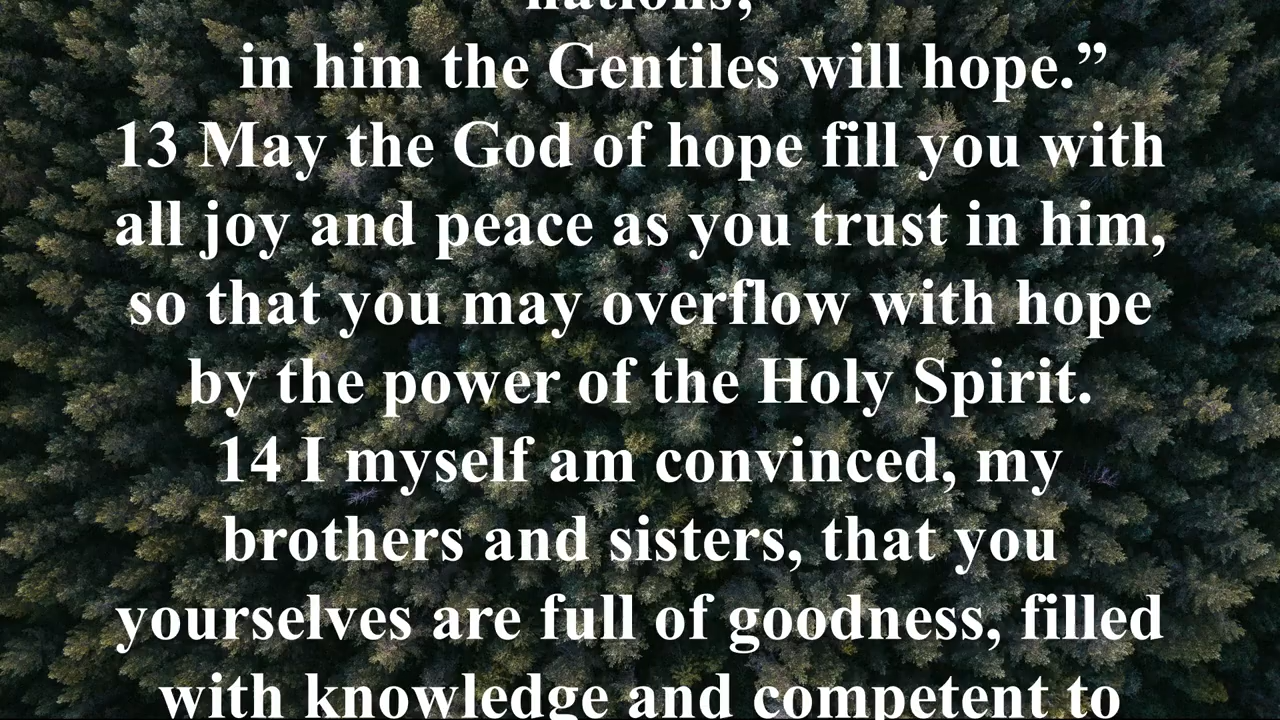 nations,
in him the Gentiles will hope.”
13 May the God of hope fill you with
all joy and peace as you trust in him,
so that you may overflow with hope
by the power of the Holy Spirit.
14 I myself am convinced, my
brothers and sisters, that you
yourselves are full of goodness, filled
with knowledge and competent to